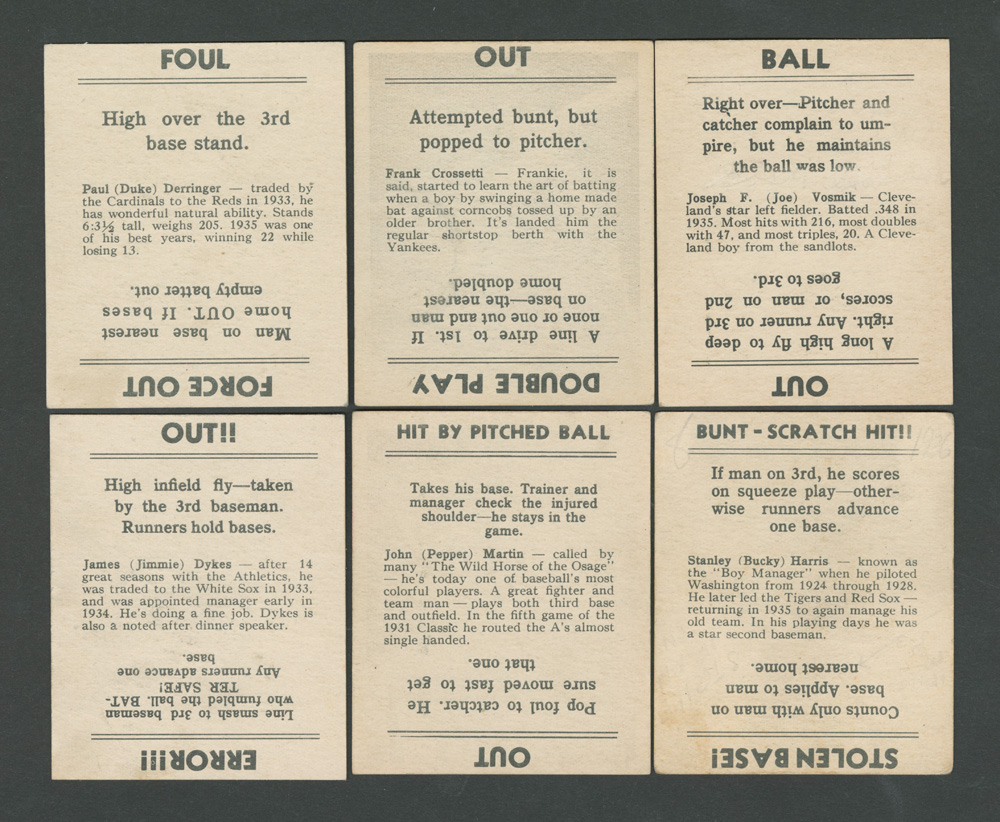 FOUL
High over the 3rd
base stand.
Paul (Duke) Derringer — traded by
the Cardinals to the Reds in 1933, he
has wonderful natural ability. Stands
6:3½ tall, weighs 205. 1935 was one
of his best years, winning 22 while
losing 13.
FORCE OUT
Man on base nearest
home OUT. If bases
empty batter out.
OUT
Attempted bunt, but
popped to pitcher.
Frank Crossetti — Frankie, it is
said, started to learn the art of batting
when a boy by swinging a home made
bat against corncobs tossed up by an
older brother. It's landed him the
regular shortstop berth with the
Yankees.
DOUBLE PLAY
A line drive to 1st. If
none or one out and man
on the base—the nearest
home doubled.
BALL
Right over—Pitcher and
catcher complain to um-
pire, but he maintains
the ball was low.
Joseph F. (Joe) Vosmik — Cleve-
land's star left fielder. Batted .348 in
1935. Most hits with 216, most doubles
with 47, and most triples, 20. A Cleve-
land boy from the sandlots.
OUT
A long high fly to deep
right. Any runner on 3rd
scores, or man on 2nd
goes to 3rd.
OUT!!
High infield fly—taken
by the 3rd baseman.
Runners hold bases.
James (Jimmie) Dykes — after 14
great seasons with the Athletics, he
was traded to the White Sox in 1933,
and was appointed manager early in
1934. He's doing a fine job. Dykes is
also a noted after dinner speaker.
ERROR!!!
Line smash to 3rd baseman
who fumbled the ball. BAT-
TER SAFE!
Any runners advance one
base.
HIT BY PITCHED BALL
Takes his base. Trainer and
manager check the injured
shoulder—he stays in the
game.
John (Pepper) Martin — called by
many "The Wild Horse of the Osage"
— he's today one of baseball's most
colorful players. A great fighter and
team man — plays both third base
and outfield. In the fifth game of the
1931 Classic he routed the A's almost
single handed.
OUT
Pop foul to catcher. He
sure moved fast to get
that one.
BUNT - SCRATCH HIT!!
If man on 3rd, he scores
on squeeze play—other-
wise runners advance
one base.
Stanley (Bucky) Harris — known as
the "Boy Manager" when he piloted
Washington from 1924 through 1928.
He later led the Tigers and Red Sox —
returning in 1935 to again manage his
old team. In his playing days he was
a star second baseman.
STOLEN BASE!
Counts only with man on
base. Applies to man
nearest home.